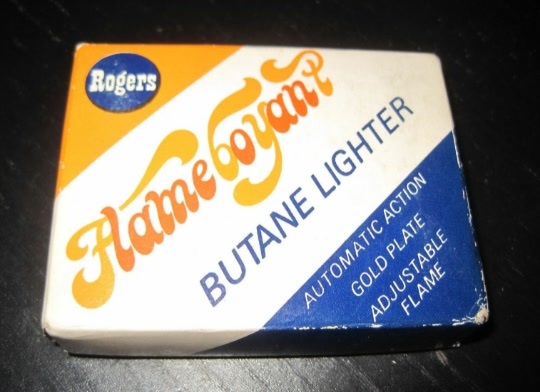 Rogers
Flameboyant
BUTANE LIGHTER
AUTOMATIC ACTION
GOLD PLATE
ADJUSTABLE
FLAME